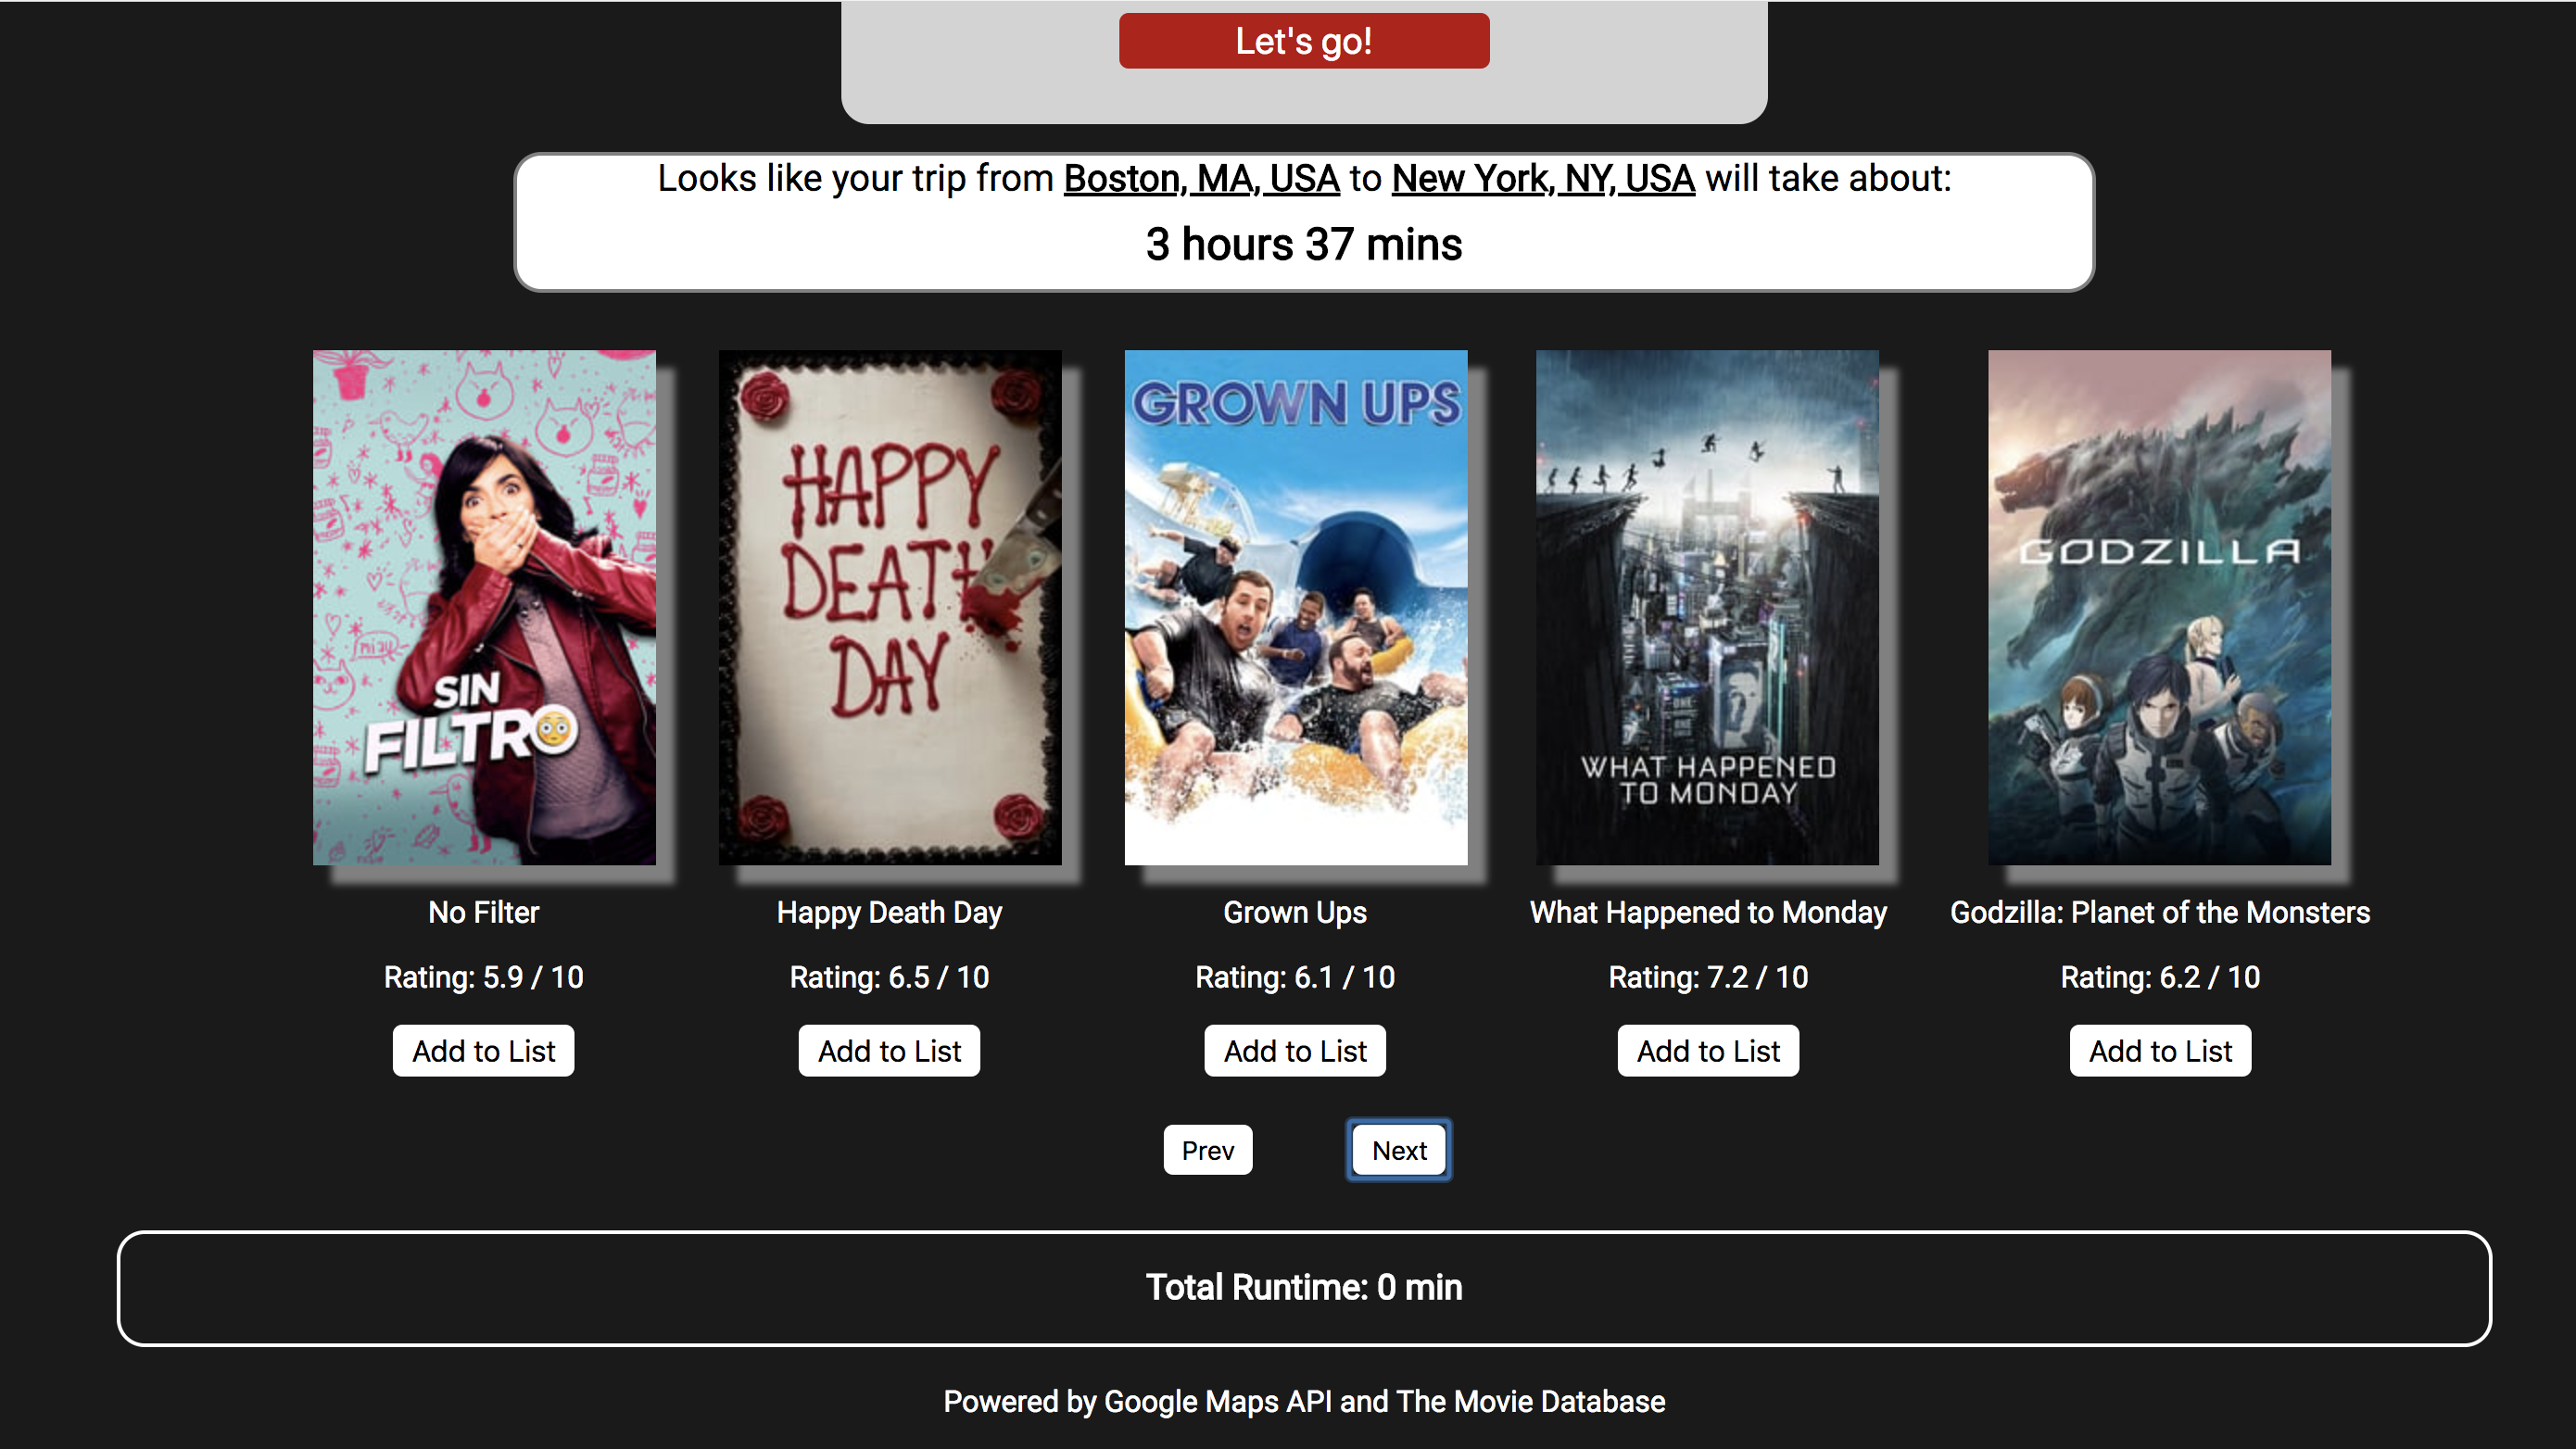 Let's go!
Looks like your trip from Boston, MA, USA to New York, NY, USA will take about:
3 hours 37 mins
SIN
FILTRO
miau
HAPPY
DEATH
DAY
GROWN UPS
WHAT HAPPENED
TO MONDAY
GODZILLA
No Filter
Happy Death Day
Grown Ups
What Happened to Monday
Godzilla: Planet of the Monsters
Rating: 5.9 / 10
Rating: 6.5 / 10
Rating: 6.1 / 10
Rating: 7.2 / 10
Rating: 6.2 / 10
Add to List
Add to List
Add to List
Add to List
Add to List
Prev
Next
Total Runtime: 0 min
Powered by Google Maps API and The Movie Database